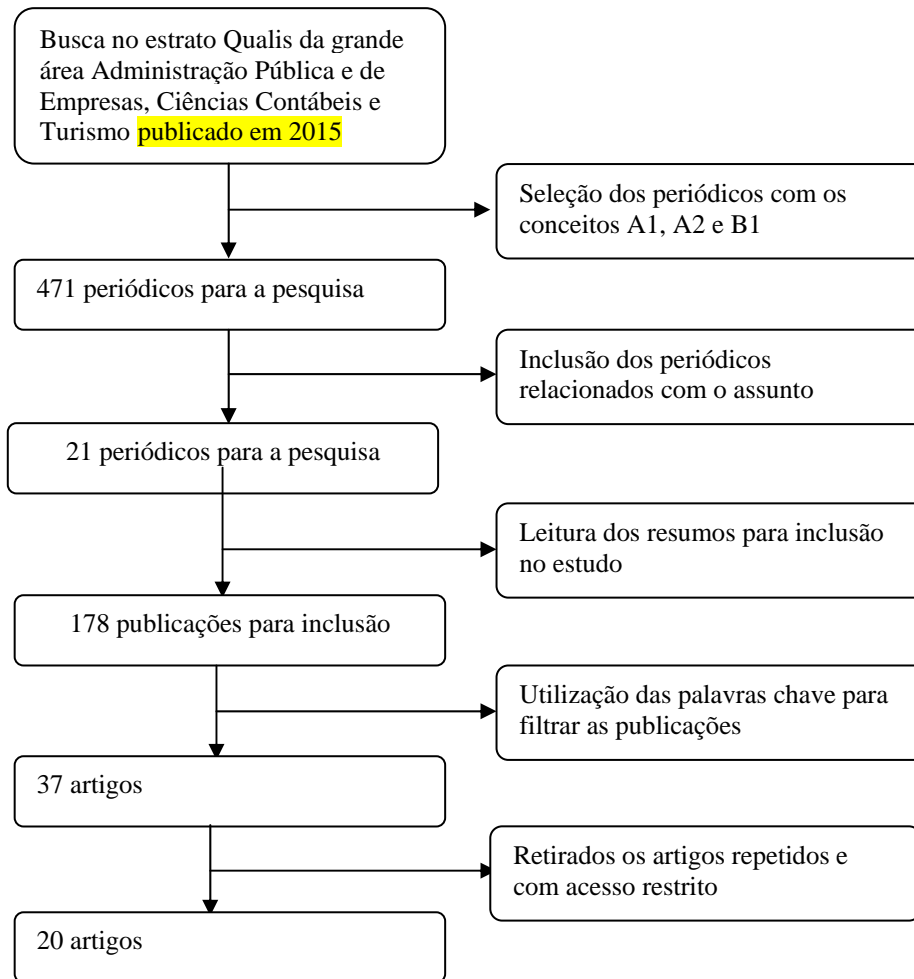 Busca no estrato Qualis da grande
área Administração Pública e de
Empresas, Ciências Contábeis e
Turismo publicado em 2015
Seleção dos periódicos com os
conceitos A1, A2 e B1
471 periódicos para a pesquisa
Inclusão dos periódicos
relacionados com o assunto
21 periódicos para a pesquisa
Leitura dos resumos para inclusão
no estudo
178 publicações para inclusão
Utilização das palavras chave para
filtrar as publicações
37 artigos
Retirados os artigos repetidos e
com acesso restrito
20 artigos